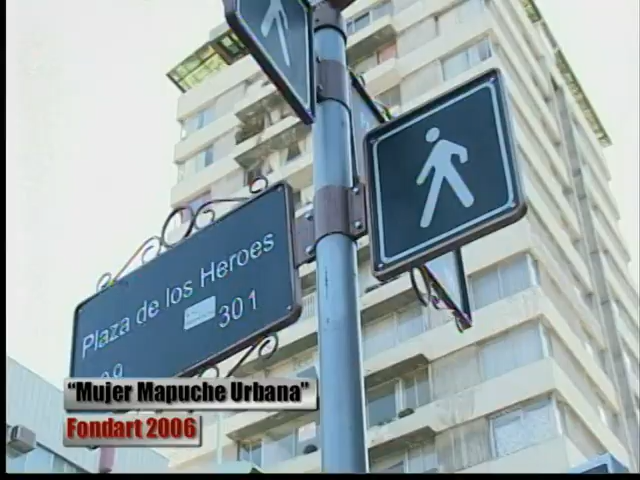 Plaza de los Heroes
301
“Mujer Mapuche Urbana”
Fondart 2006